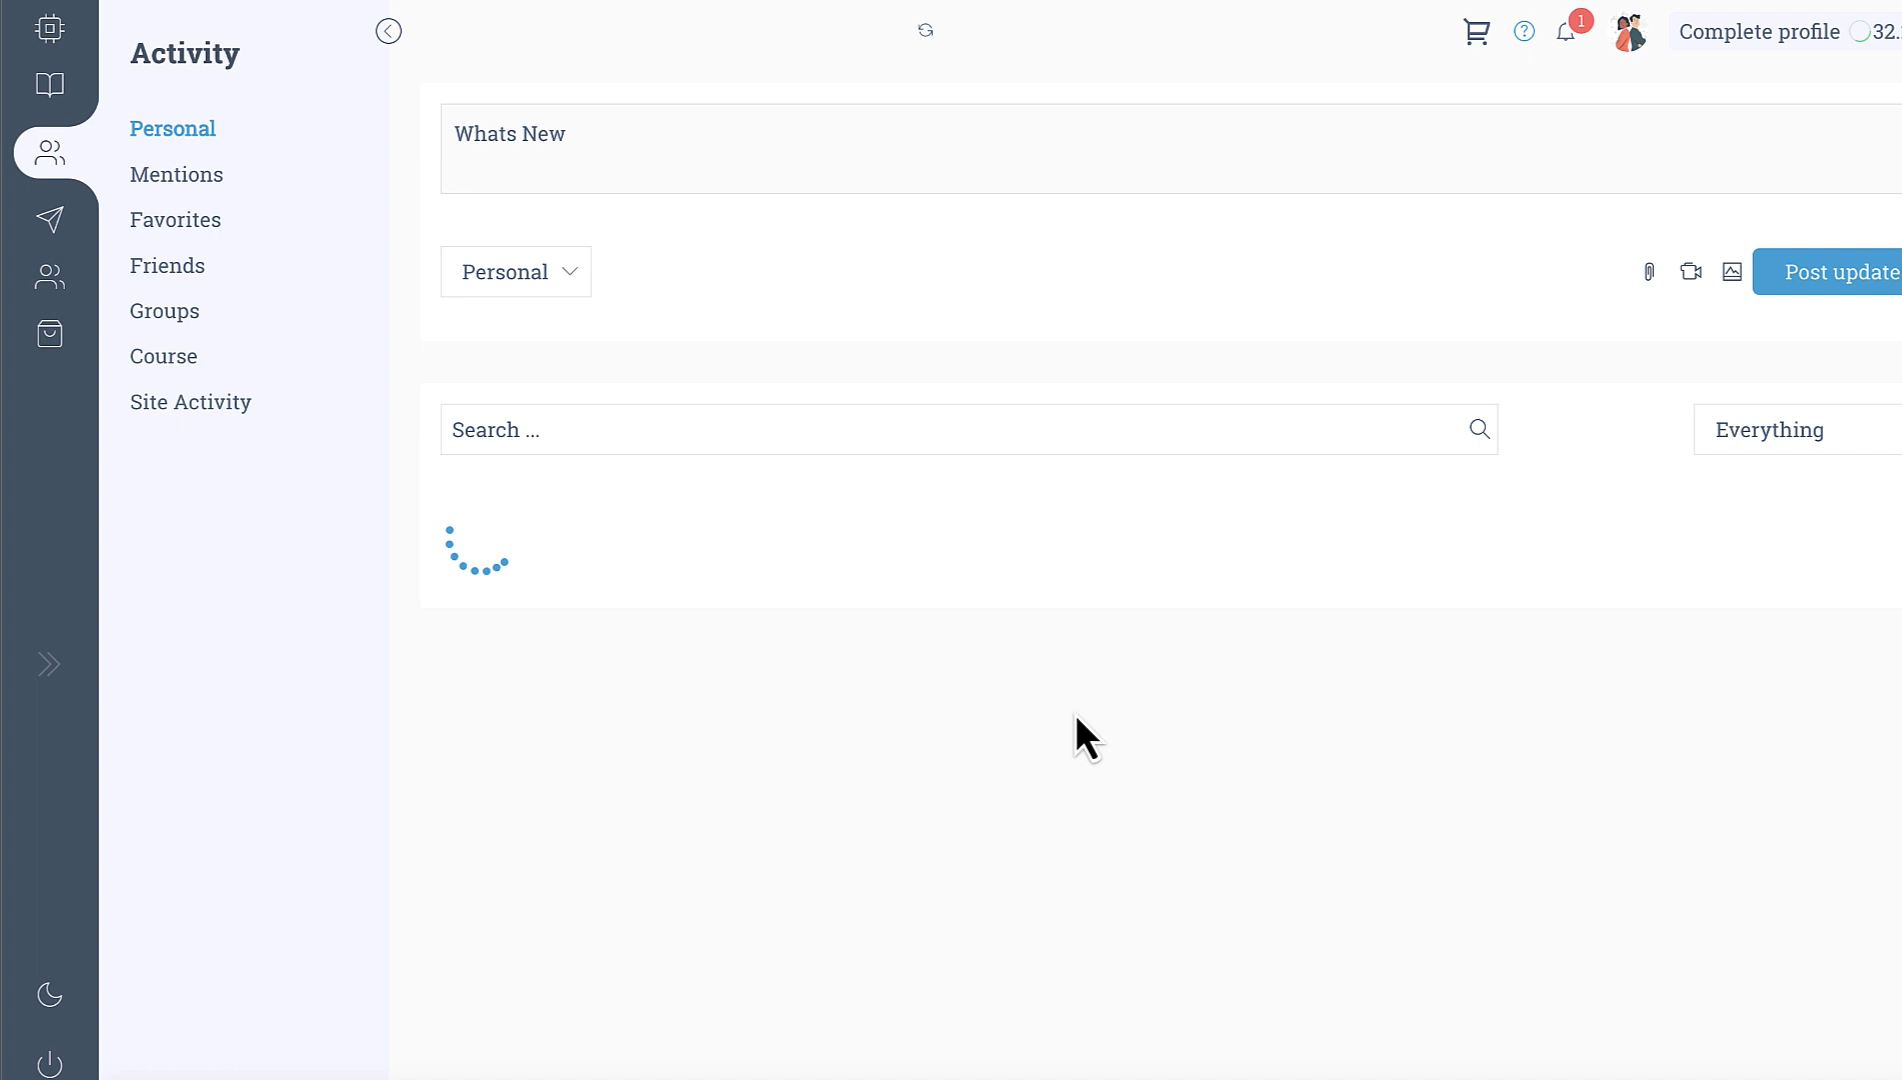 Activity
1
Complete profile
32.
Personal
Mentions
Favorites
Friends
Groups
Course
Site Activity
Whats New
Personal
Post update
Search ...
Everything